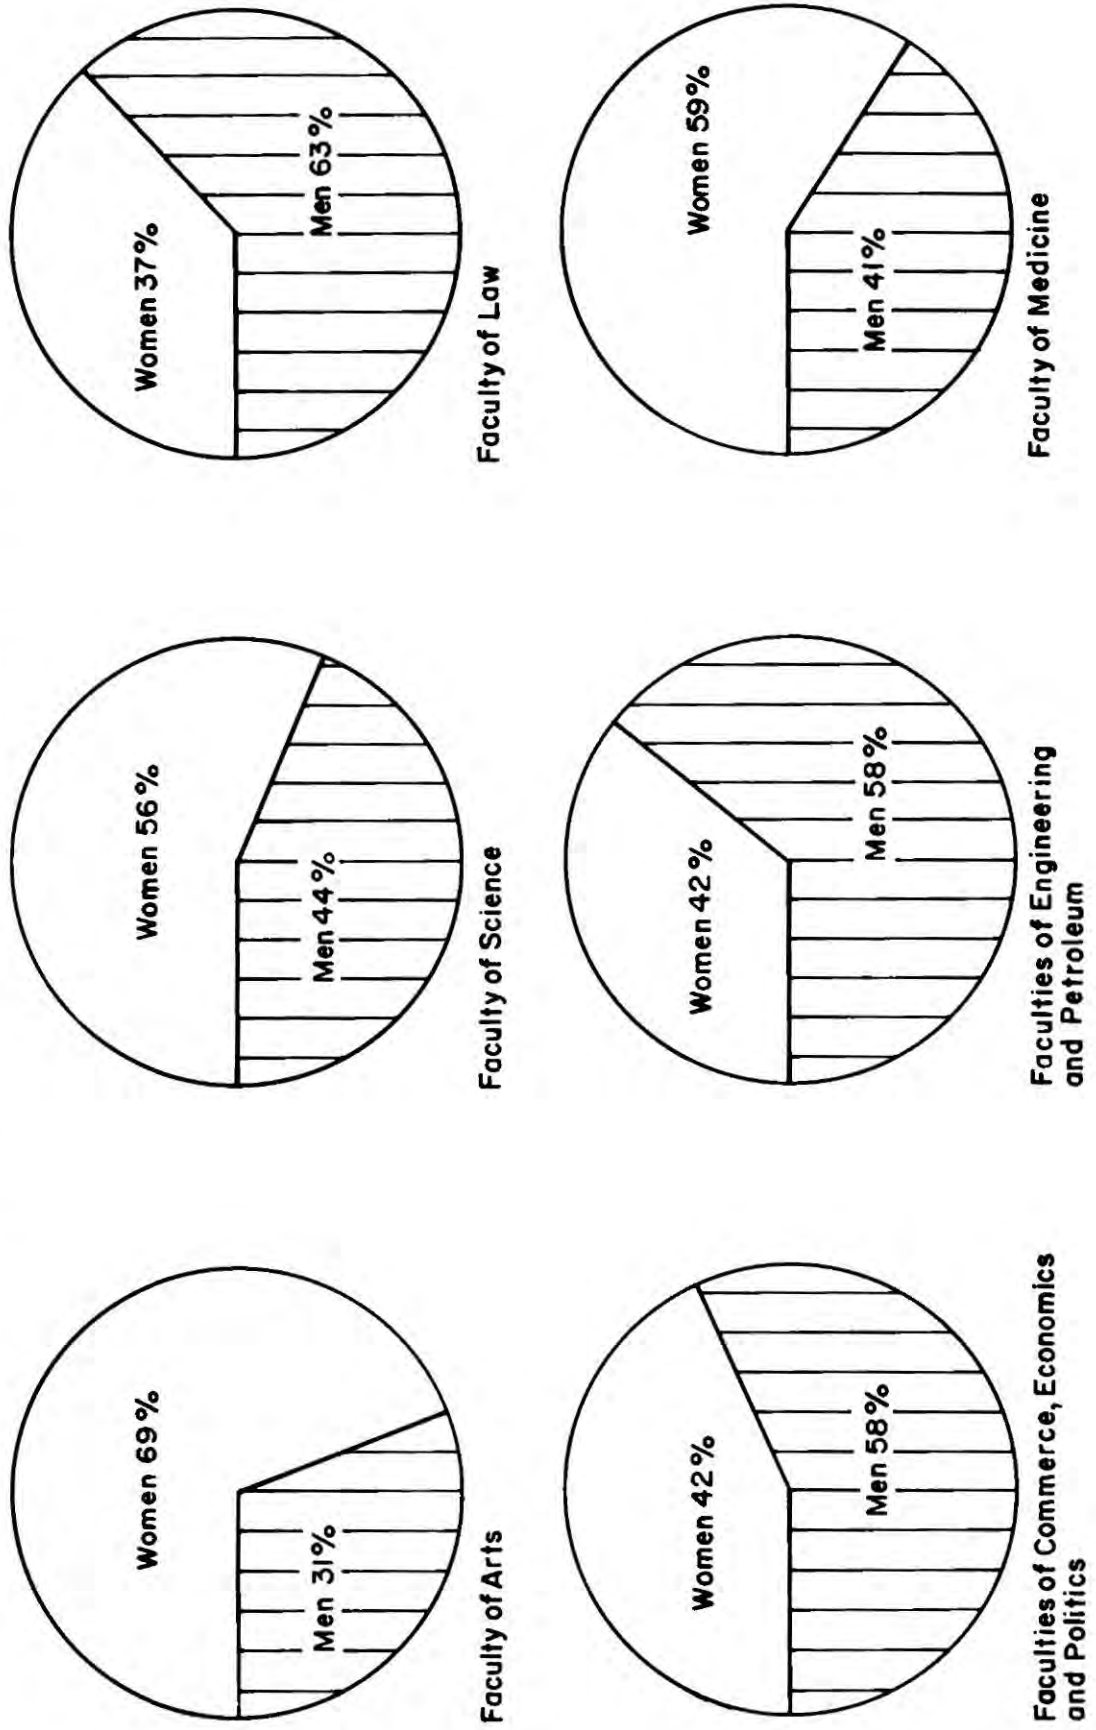 Women 69%
Men 31%
Faculty of Arts
Women 56%
Men 44%
Faculty of Science
Women 37%
Men 63%
Faculty of Law
Women 42%
Men 58%
Faculties of Commerce, Economics
and Politics
Women 42%
Men 58%
Faculties of Engineering
and Petroleum
Women 59%
Men 41%
Faculty of Medicine